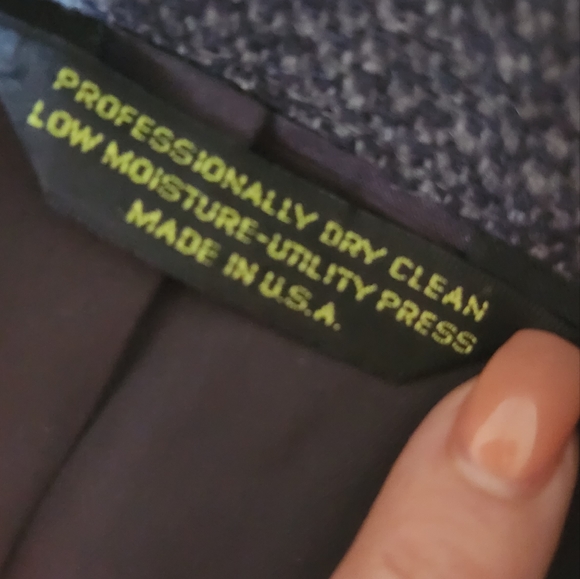 PROFESSIONALLY DRY CLEAN
LOW MOISTURE-UTILITY PRESS
MADE IN U.S.A.